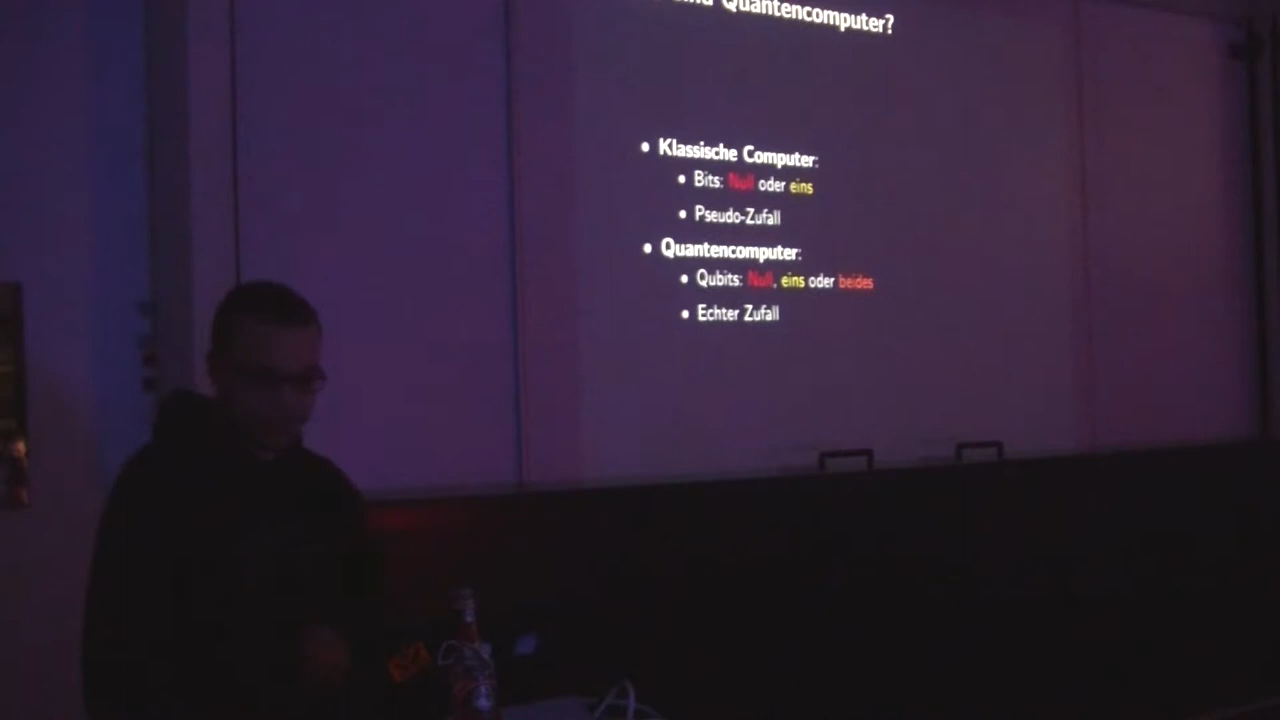 Quantencomputer?
• Klassische Computer:
• Bits: Null oder eins
• Pseudo-Zufall
• Quantencomputer:
• Qubits: Null, eins oder beides
• Echter Zufall